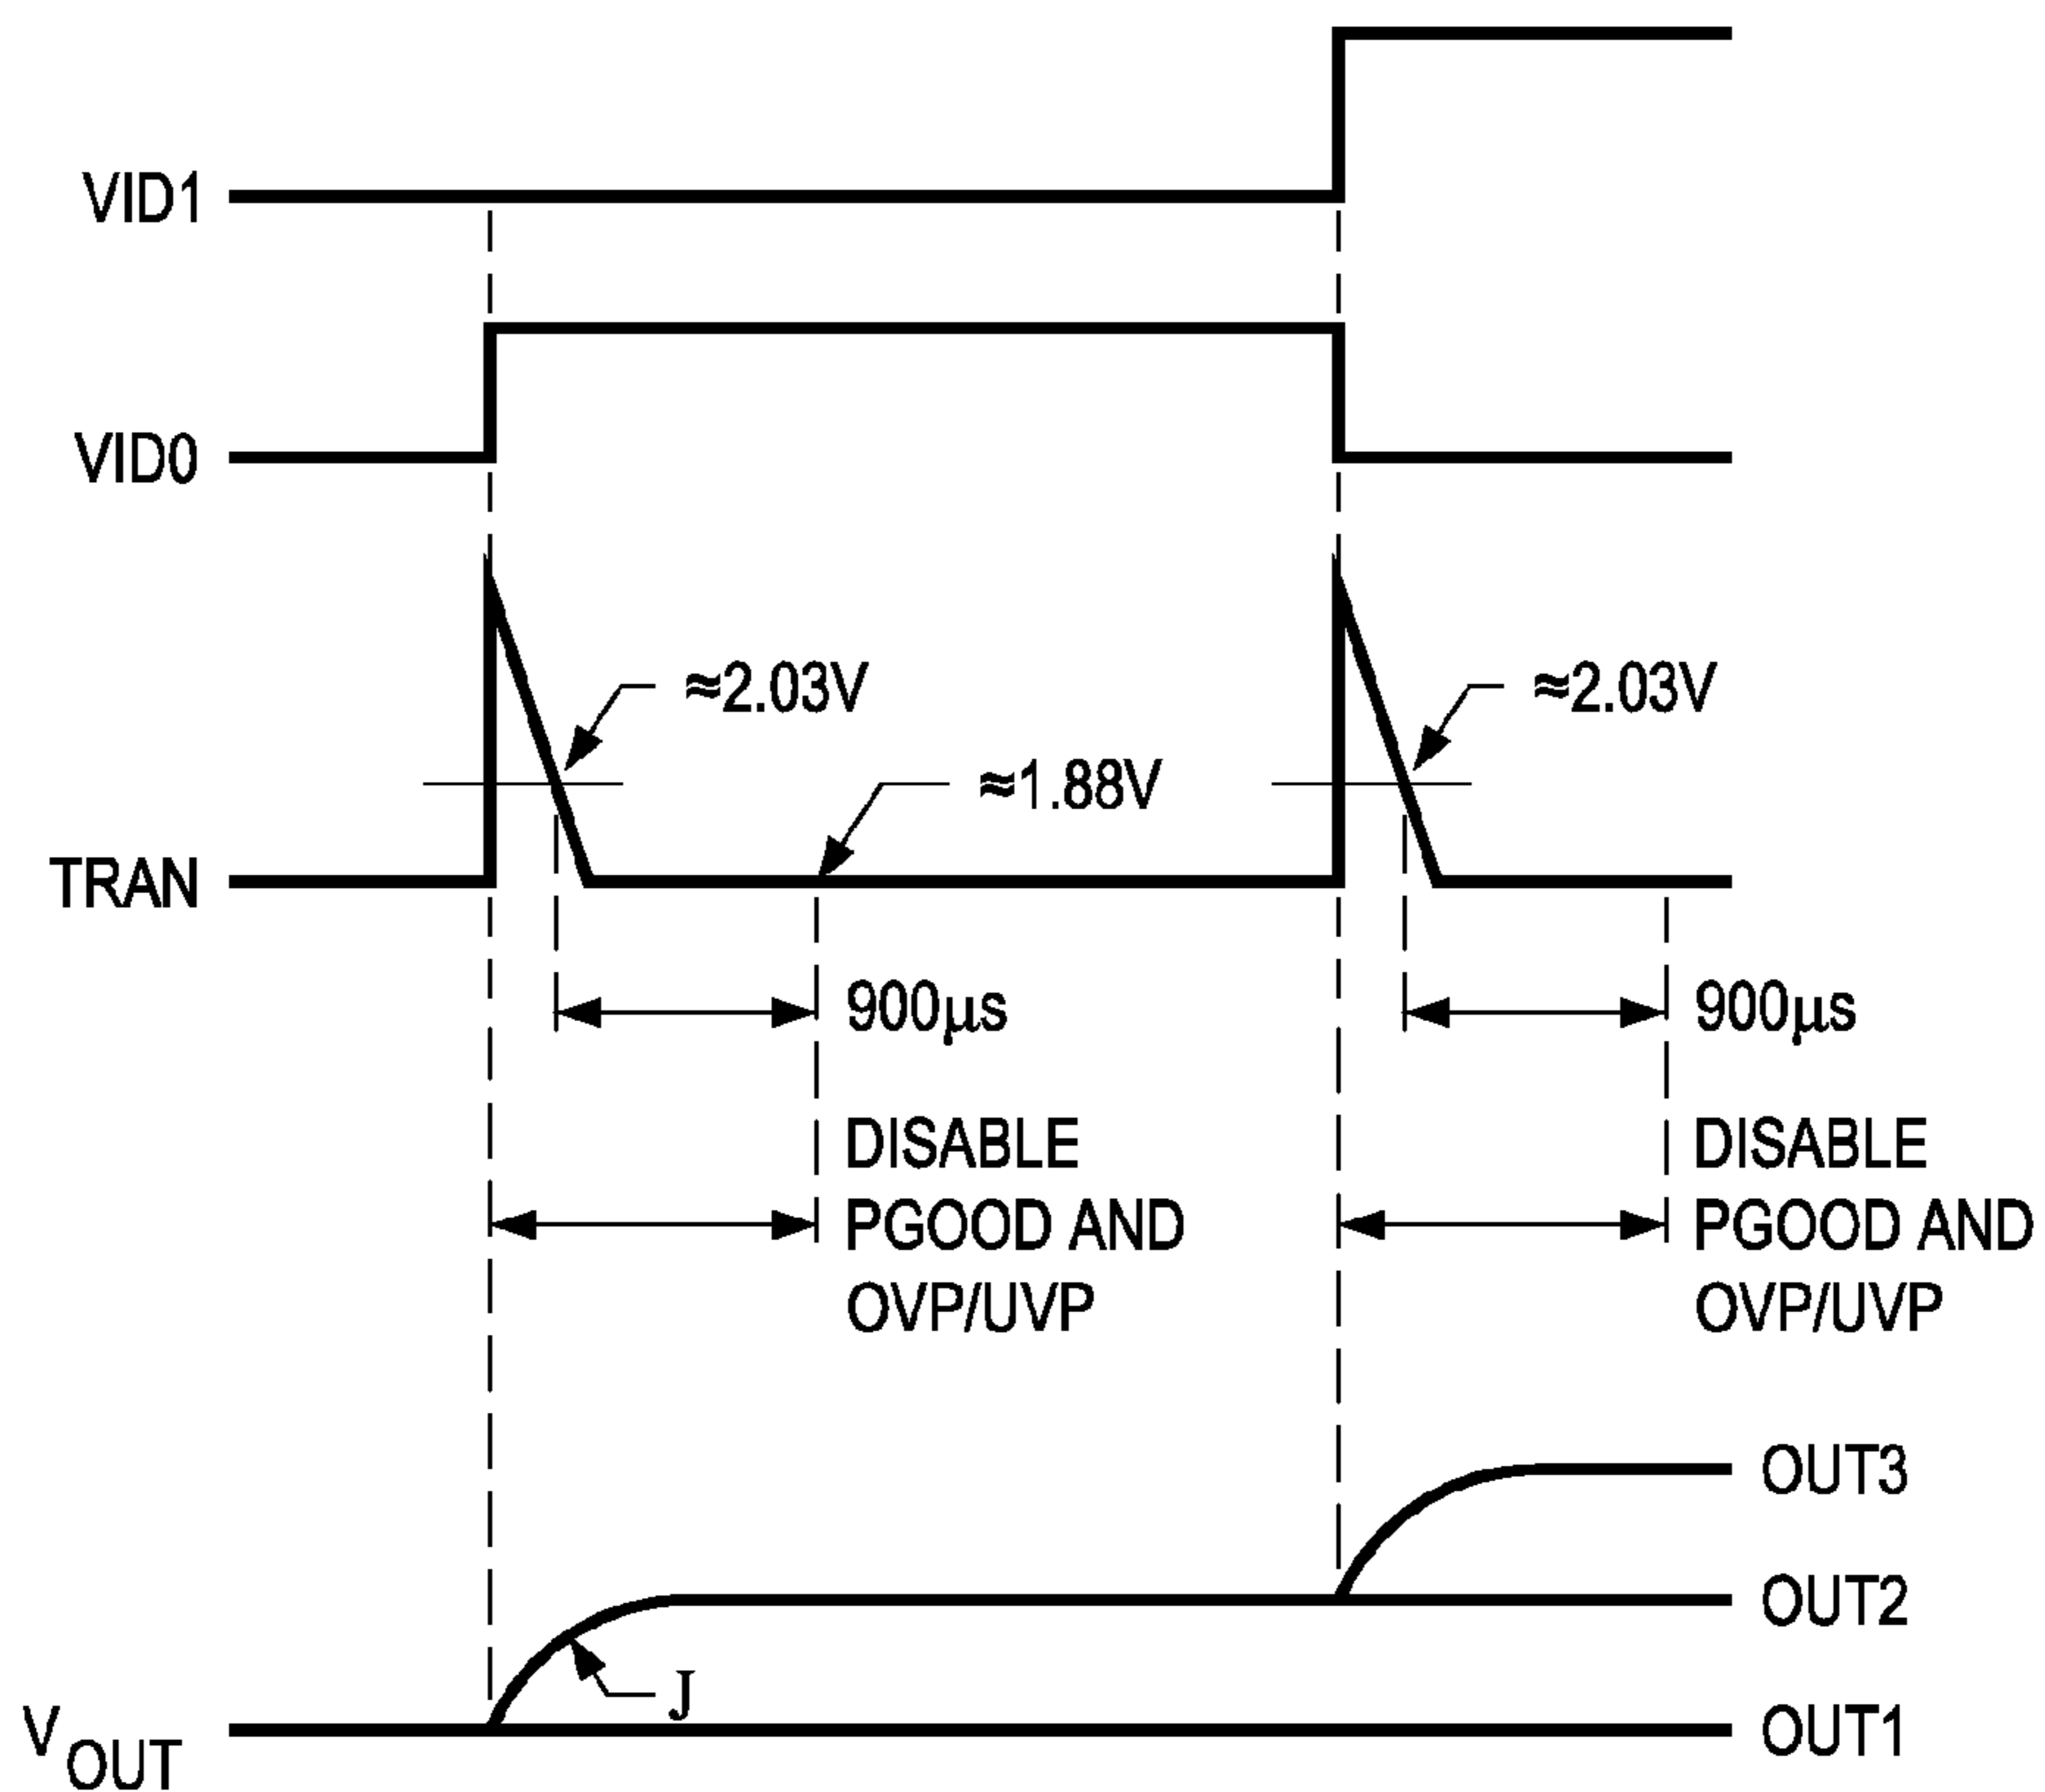 VID1
VID0
≈2.03V
≈2.03V
≈1.88V
TRAN
900μs
900μs
DISABLE
PGOOD AND
OVP/UVP
DISABLE
PGOOD AND
OVP/UVP
OUT3
OUT2
J
VOUT
OUT1